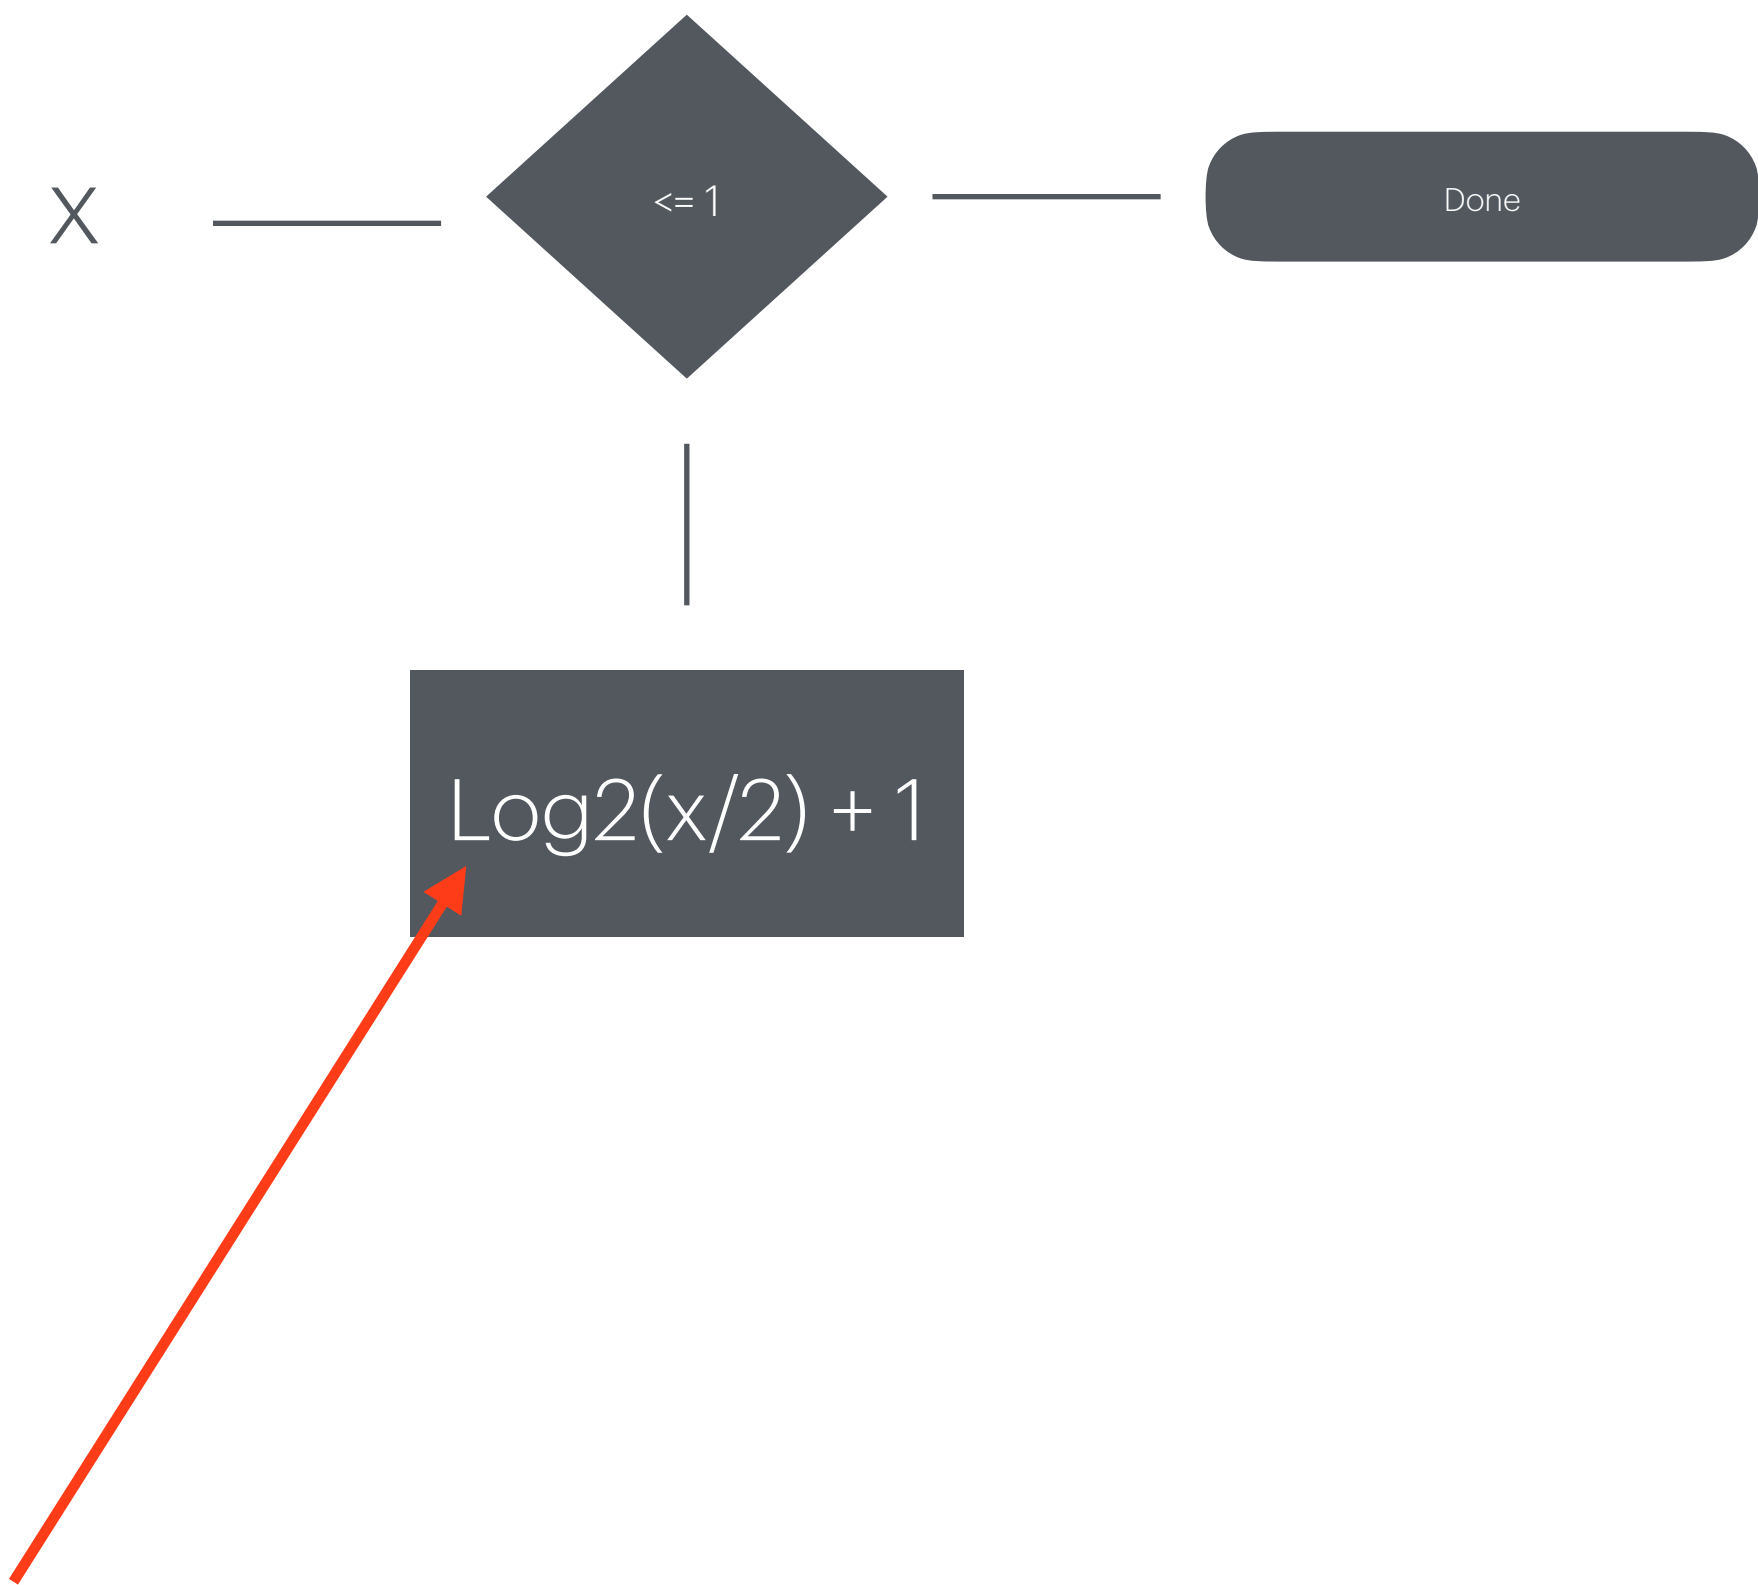 X
<= 1
Done
Log2(x/2) + 1